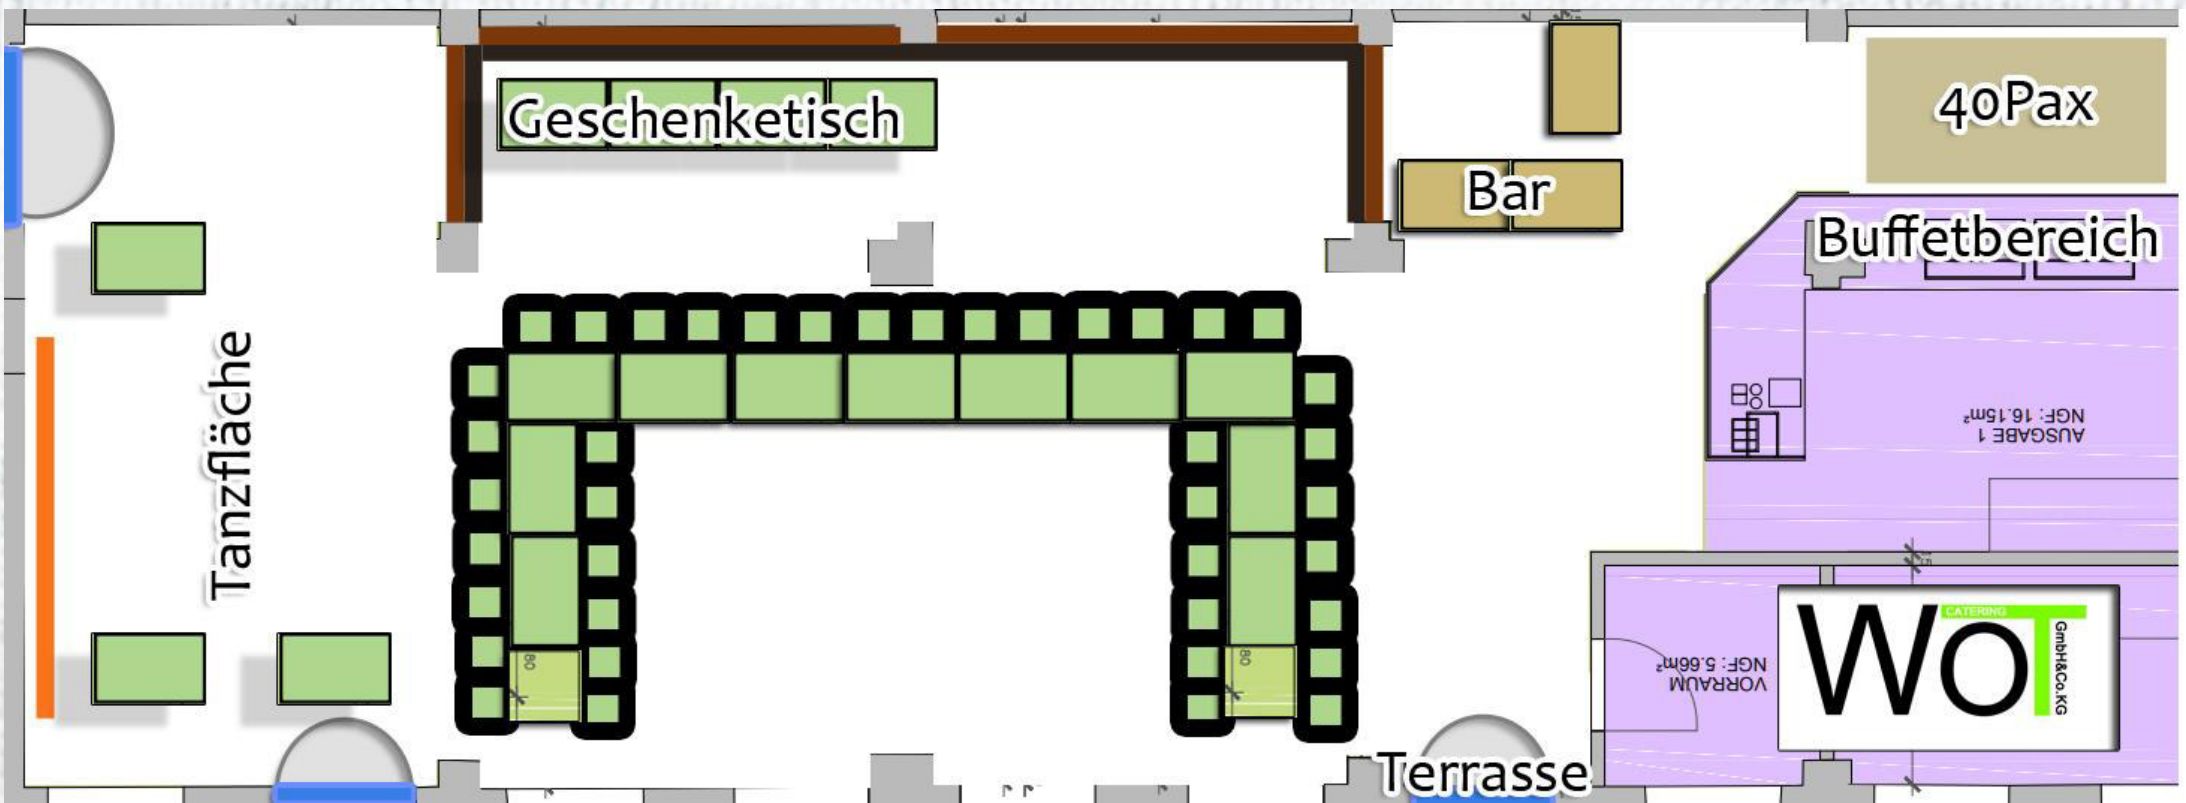 Geschenketisch
40Pax
Bar
Buffetbereich
Tanzfläche
AUSGABE 1
NGF: 16.15m²
80
80
VORRAUM
NGF: 5.66m²
CATERING
WOT
GmbH&Co.KG
Terrasse